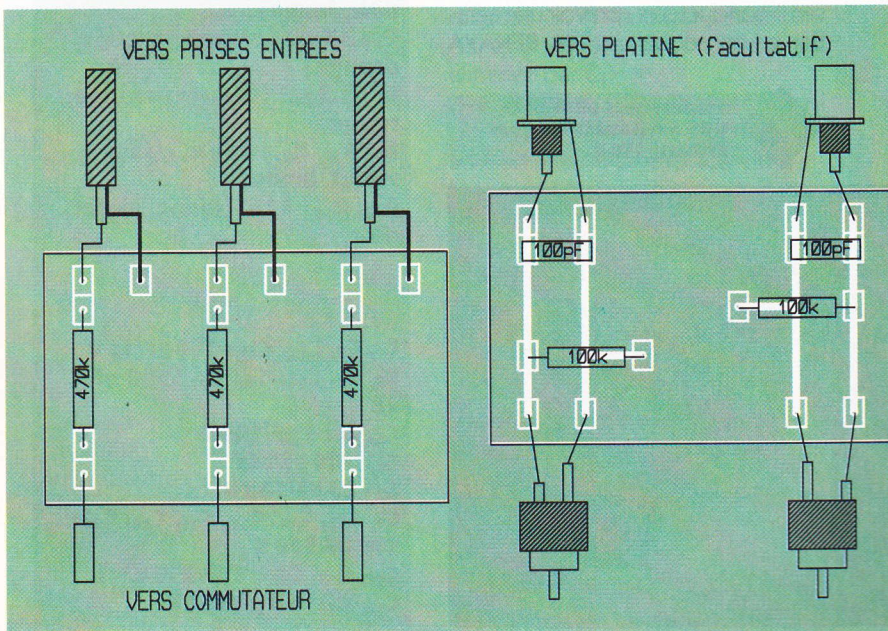 VERS PRISES ENTREES
VERS PLATINE (facultatif)
100pF
100pF
100k
100k
470k
470k
470k
VERS COMMUTATEUR